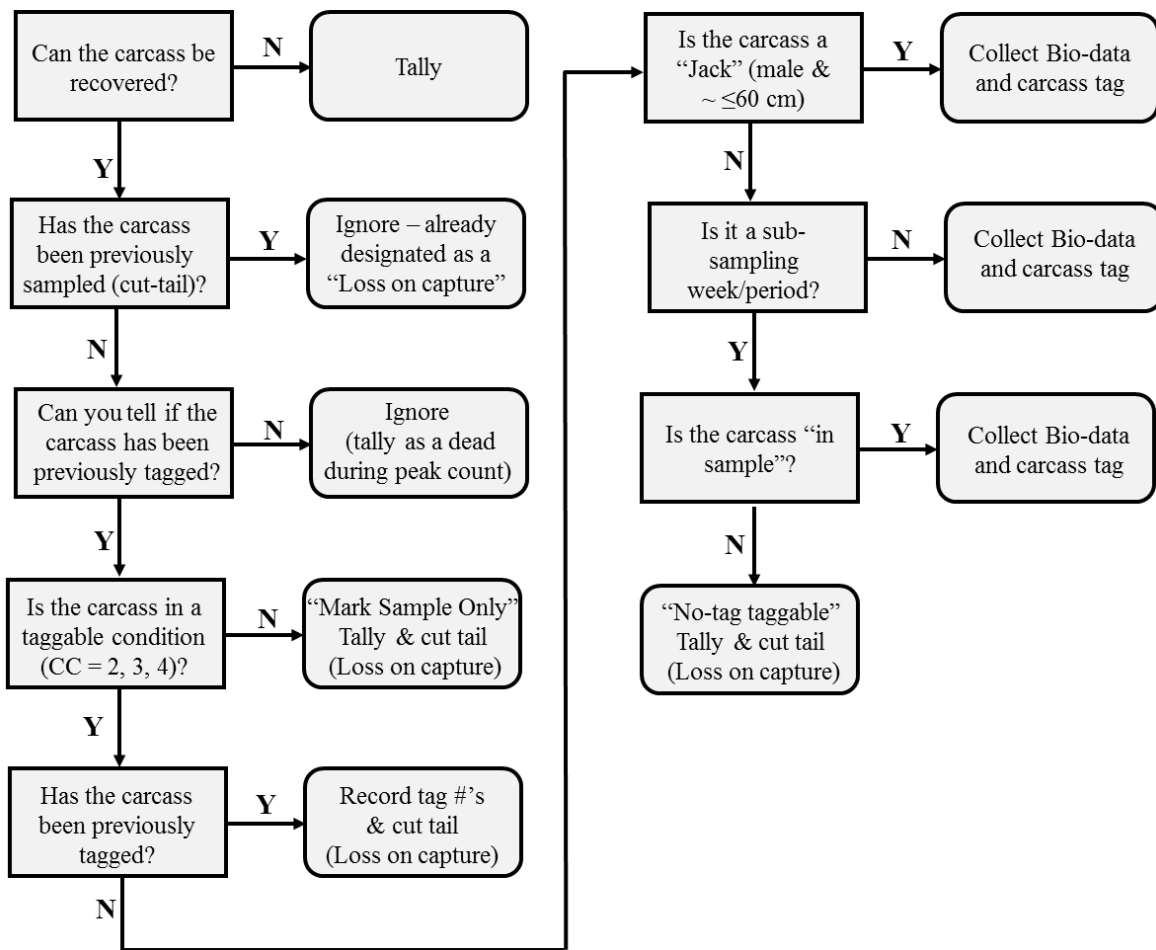 Can the carcass be
recovered?
N
Tally
Y
Has the carcass
been previously
sampled (cut-tail)?
Y
Ignore – already
designated as a
“Loss on capture”
N
Can you tell if the
carcass has been
previously tagged?
N
Ignore
(tally as a dead
during peak count)
Y
Is the carcass in a
taggable condition
(CC = 2, 3, 4)?
N
“Mark Sample Only”
Tally & cut tail
(Loss on capture)
Y
Has the carcass
been previously
tagged?
Y
Record tag #’s
& cut tail
(Loss on capture)
N
Is the carcass a
“Jack” (male &
~ ≤60 cm)
Y
Collect Bio-data
and carcass tag
N
Is it a sub-
sampling
week/period?
N
Collect Bio-data
and carcass tag
Y
Is the carcass “in
sample”?
Y
Collect Bio-data
and carcass tag
N
“No-tag taggable”
Tally & cut tail
(Loss on capture)